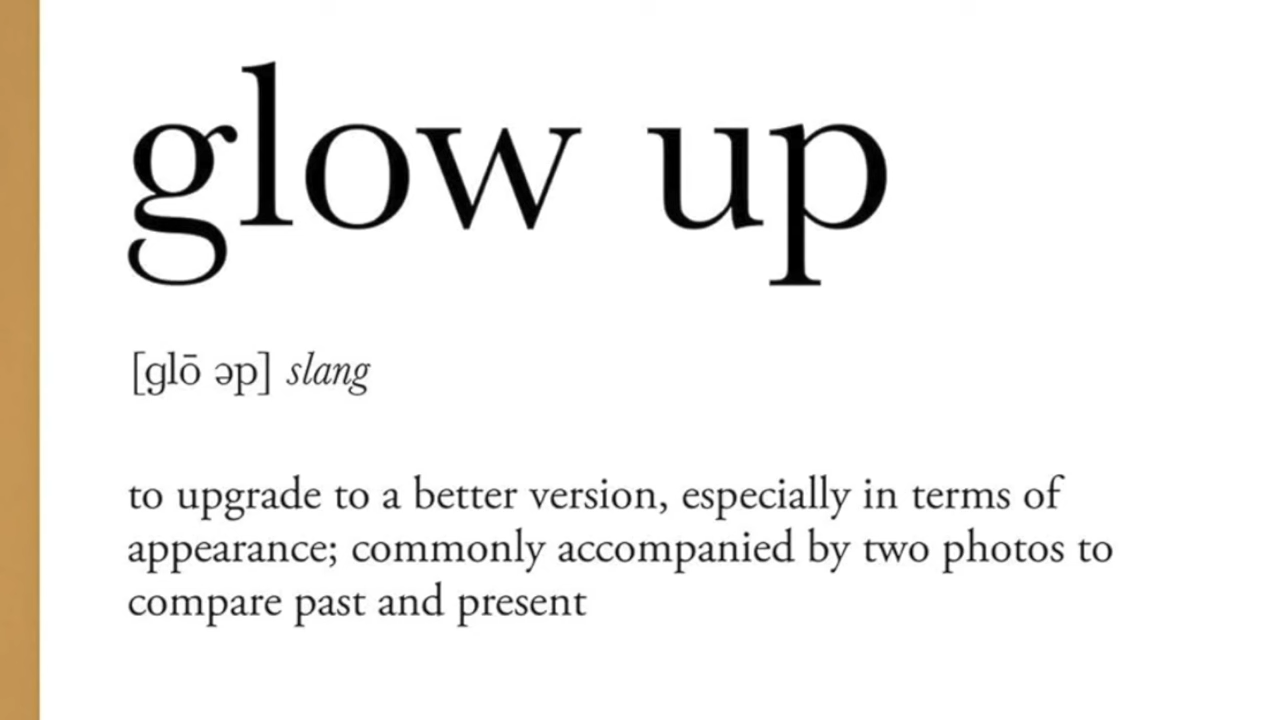 glow up
[ɡlō əp] slang
to upgrade to a better version, especially in terms of
appearance; commonly accompanied by two photos to
compare past and present